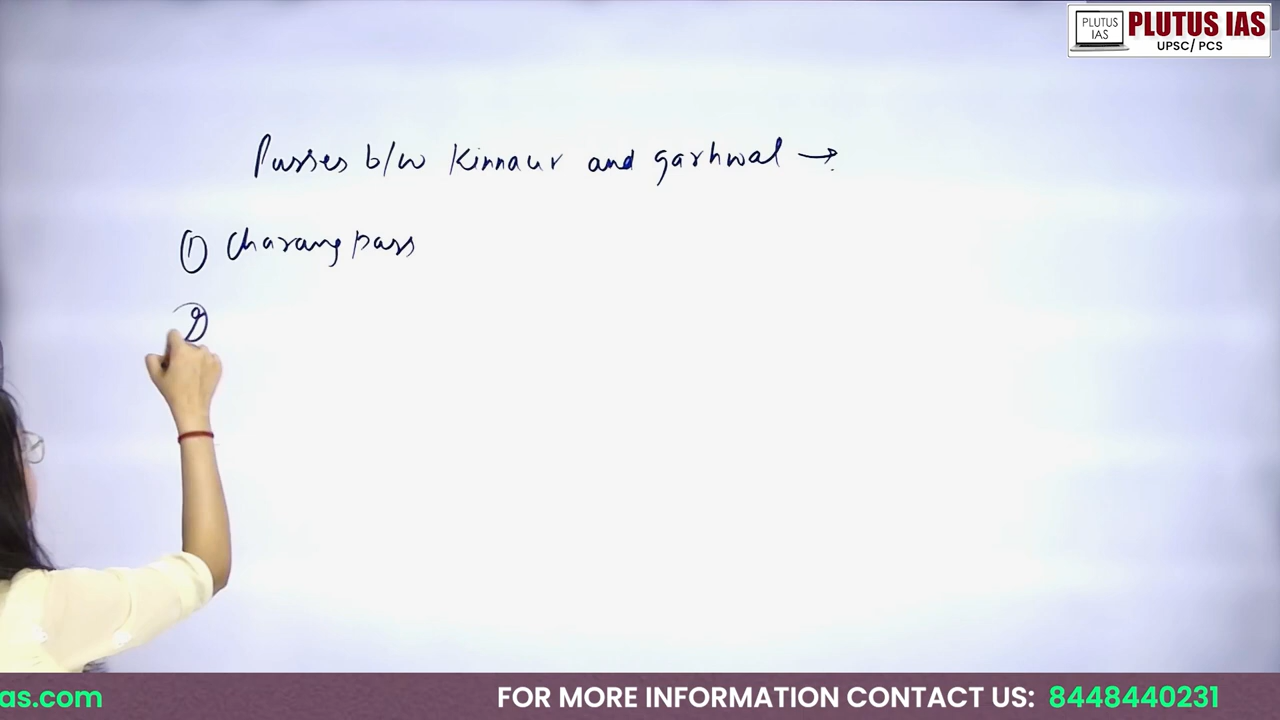 PLUTUS IAS
PLUTUS IAS
UPSC/ PCS
Passes b/w Kinnaur and garhwal →
① Charang pass
②
as.com
FOR MORE INFORMATION CONTACT US: 8448440231